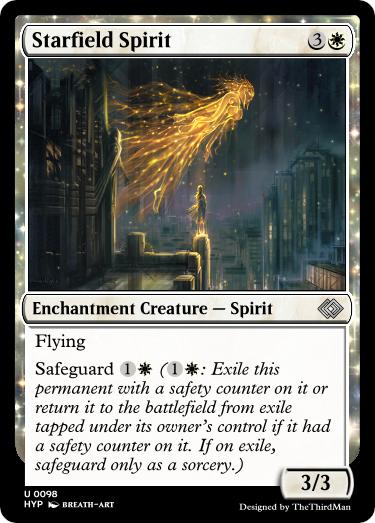 Starfield Spirit 3
Enchantment Creature — Spirit
Flying
Safeguard 1 (1: Exile this
permanent with a safety counter on it or
return it to the battlefield from exile
tapped under its owner's control if it had
a safety counter on it. If on exile,
safeguard only as a sorcery.)
3/3
U 0098
HYP BREATH-ART
Designed by TheThirdMan